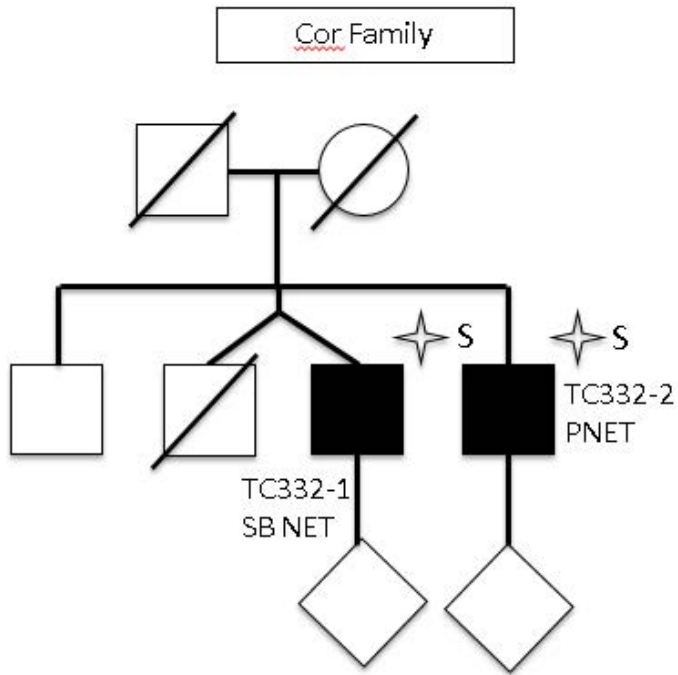 Cor Family
S
S
TC332-2
PNET
TC332-1
SB NET